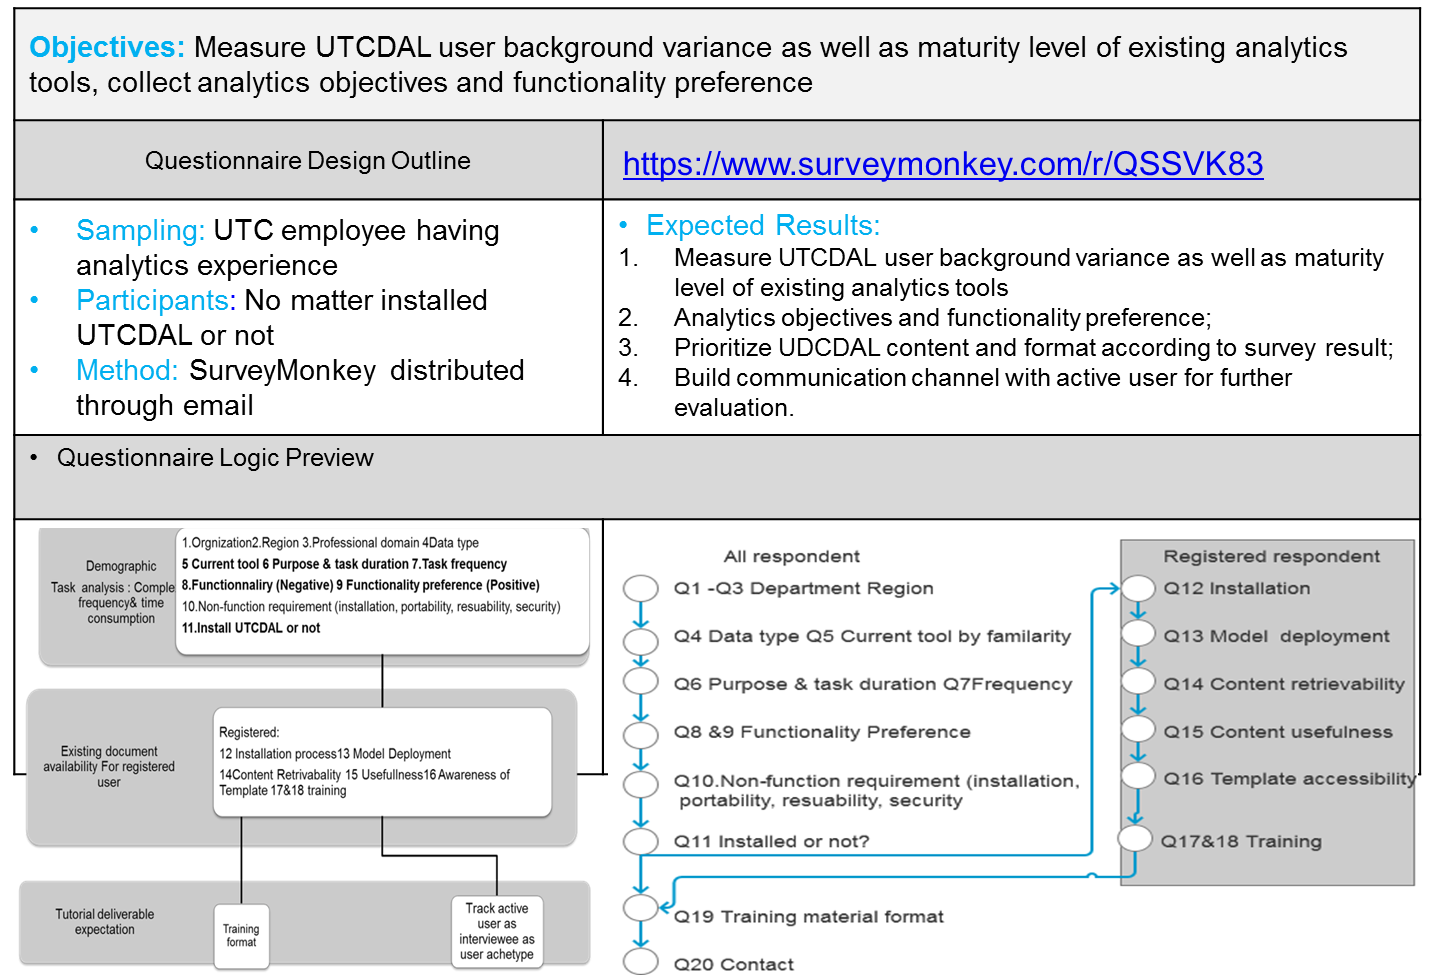 Objectives: Measure UTCDAL user background variance as well as maturity level of existing analytics
tools, collect analytics objectives and functionality preference
Questionnaire Design Outline
https://www.surveymonkey.com/r/QSSVK83
• Sampling: UTC employee having
analytics experience
• Participants: No matter installed
UTCDAL or not
• Method: SurveyMonkey distributed
through email
• Expected Results:
1. Measure UTCDAL user background variance as well as maturity
level of existing analytics tools
2. Analytics objectives and functionality preference;
3. Prioritize UDCDAL content and format according to survey result;
4. Build communication channel with active user for further
evaluation.
• Questionnaire Logic Preview
Demographic
Task analysis : Comple
frequency& time
consumption
1.Orgnization2.Region 3.Professional domain 4Data type
5 Current tool 6 Purpose & task duration 7.Task frequency
8.Functionnaliry (Negative) 9 Functionality preference (Positive)
10.Non-function requirement (installation, portability, resuability, security)
11.Install UTCDAL or not
Existing document
availability For registered
user
Registered:
12 Installation process13 Model Deployment
14Content Retrivabality 15 Usefullness16 Awareness of
Template 17&18 training
Tutorial deliverable
expectation
Training
format
Track active
user as
interviewee as
user achetype
All respondent
Q1 -Q3 Department Region
Q4 Data type Q5 Current tool by familarity
Q6 Purpose & task duration Q7Frequency
Q8 &9 Functionality Preference
Q10.Non-function requirement (installation,
portability, resuability, security
Q11 Installed or not?
Q19 Training material format
Q20 Contact
Registered respondent
Q12 Installation
Q13 Model deployment
Q14 Content retrievability
Q15 Content usefulness
Q16 Template accessibility
Q17&18 Training